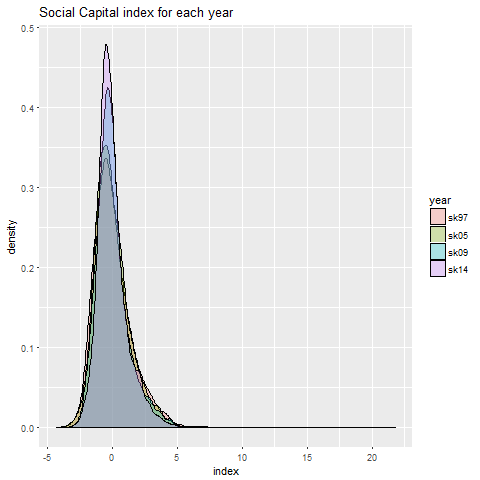 Social Capital index for each year
0.5
0.4
0.3
0.2
0.1
0.0
density
-5
0
5
10
15
20
index
year
sk97
sk05
sk09
sk14